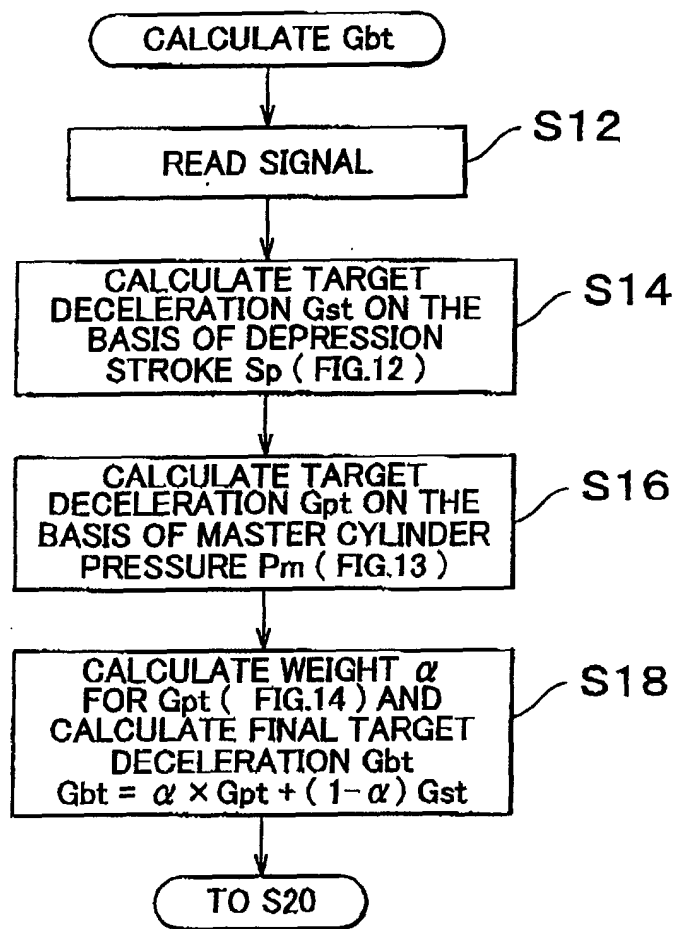 CALCULATE Gbt
READ SIGNAL
S12
CALCULATE TARGET
DECELERATION Gst ON THE
BASIS OF DEPRESSION
STROKE Sp ( FIG.12 )
S14
CALCULATE TARGET
DECELERATION Gpt ON THE
BASIS OF MASTER CYLINDER
PRESSURE Pm ( FIG.13 )
S16
CALCULATE WEIGHT α
FOR Gpt ( FIG.14 ) AND
CALCULATE FINAL TARGET
DECELERATION Gbt
Gbt = α × Gpt + ( 1-α ) Gst
S18
TO S20